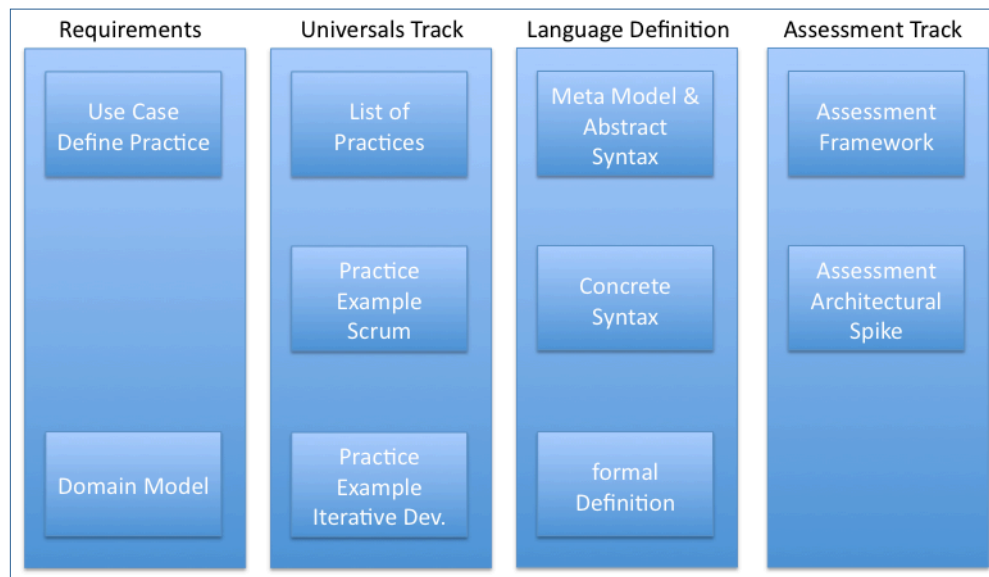 Requirements
Use Case
Define Practice
Domain Model
Universals Track
List of
Practices
Practice
Example
Scrum
Practice
Example
Iterative Dev.
Language Definition
Meta Model &
Abstract
Syntax
Concrete
Syntax
formal
Definition
Assessment Track
Assessment
Framework
Assessment
Architectural
Spike